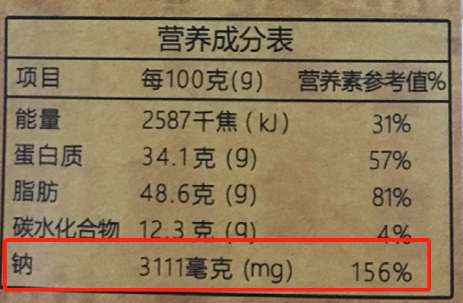 营养成分表
项目 每100克(g) 营养素参考值%
能量 2587千焦(kJ) 31%
蛋白质 34.1克(g) 57%
脂肪 48.6克(g) 81%
碳水化合物 12.3克(g) 4%
钠 3111毫克(mg) 156%